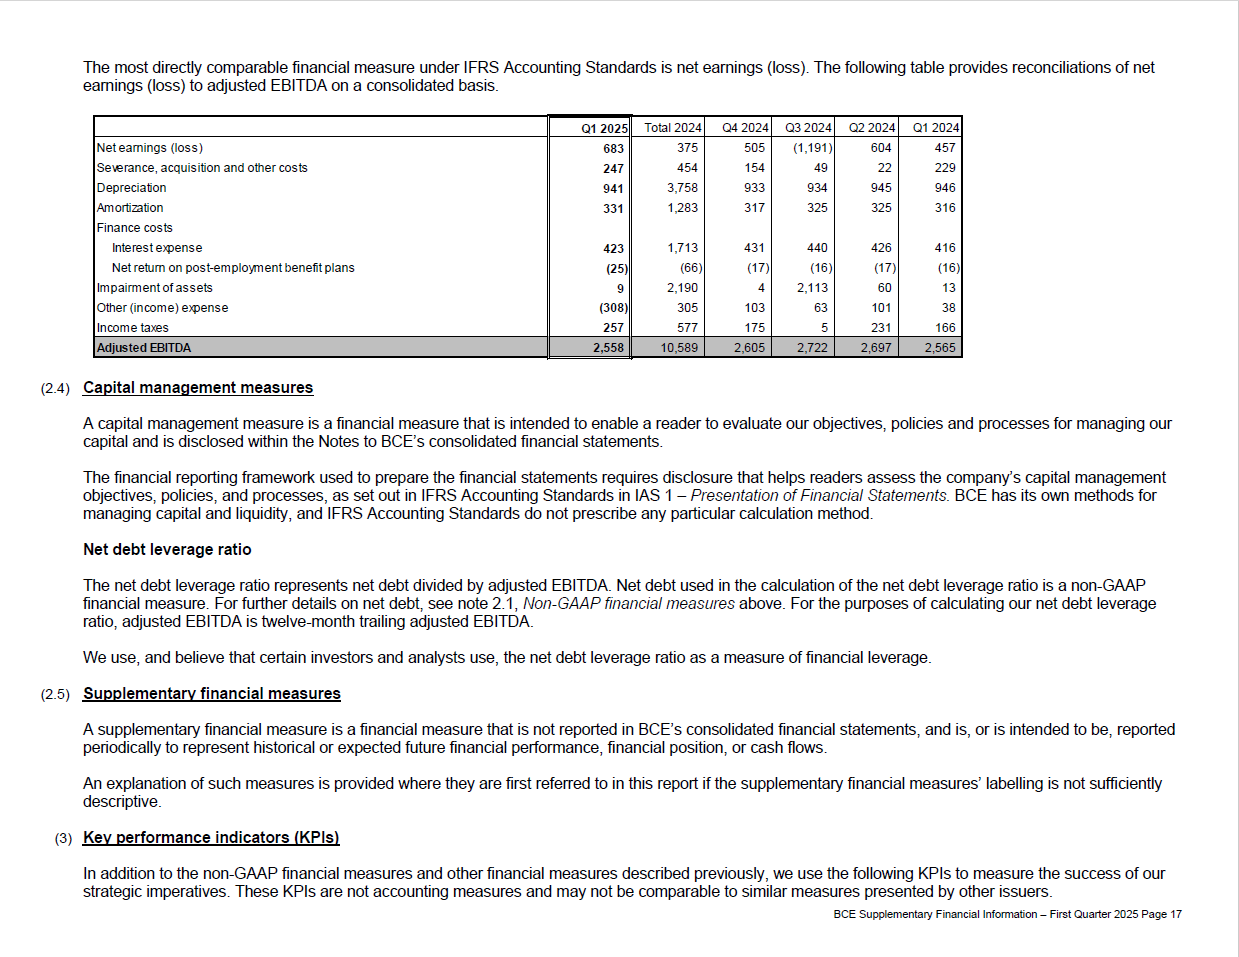 The most directly comparable financial measure under IFRS Accounting Standards is net earnings (loss). The following table provides reconciliations of net
earnings (loss) to adjusted EBITDA on a consolidated basis.
Q1 2025 Total 2024 Q4 2024 Q3 2024 Q2 2024 Q1 2024
Net earnings (loss) 683 375 505 (1,191) 604 457
Severance, acquisition and other costs 247 454 154 49 22 229
Depreciation 941 3,758 933 934 945 946
Amortization 331 1,283 317 325 325 316
Finance costs
Interest expense 423 1,713 431 440 426 416
Net return on post-employment benefit plans (25) (66) (17) (16) (17) (16)
Impairment of assets 9 2,190 4 2,113 60 13
Other (income) expense (308) 305 103 63 101 38
Income taxes 257 577 175 5 231 166
Adjusted EBITDA 2,558 10,589 2,605 2,722 2,697 2,565
(2.4) Capital management measures
A capital management measure is a financial measure that is intended to enable a reader to evaluate our objectives, policies and processes for managing our
capital and is disclosed within the Notes to BCE's consolidated financial statements.
The financial reporting framework used to prepare the financial statements requires disclosure that helps readers assess the company's capital management
objectives, policies, and processes, as set out in IFRS Accounting Standards in IAS 1 – Presentation of Financial Statements. BCE has its own methods for
managing capital and liquidity, and IFRS Accounting Standards do not prescribe any particular calculation method.
Net debt leverage ratio
The net debt leverage ratio represents net debt divided by adjusted EBITDA. Net debt used in the calculation of the net debt leverage ratio is a non-GAAP
financial measure. For further details on net debt, see note 2.1, Non-GAAP financial measures above. For the purposes of calculating our net debt leverage
ratio, adjusted EBITDA is twelve-month trailing adjusted EBITDA.
We use, and believe that certain investors and analysts use, the net debt leverage ratio as a measure of financial leverage.
(2.5) Supplementary financial measures
A supplementary financial measure is a financial measure that is not reported in BCE's consolidated financial statements, and is, or is intended to be, reported
periodically to represent historical or expected future financial performance, financial position, or cash flows.
An explanation of such measures is provided where they are first referred to in this report if the supplementary financial measures' labelling is not sufficiently
descriptive.
(3) Key performance indicators (KPIs)
In addition to the non-GAAP financial measures and other financial measures described previously, we use the following KPIs to measure the success of our
strategic imperatives. These KPIs are not accounting measures and may not be comparable to similar measures presented by other issuers.
BCE Supplementary Financial Information – First Quarter 2025 Page 17